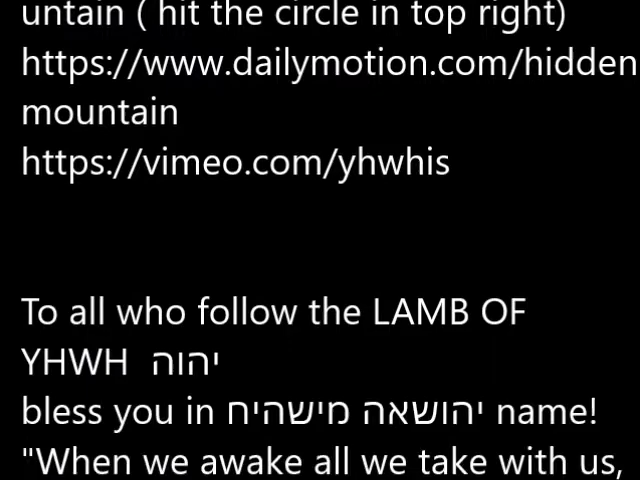 untain ( hit the circle in top right)
https://www.dailymotion.com/hidden
mountain
https://vimeo.com/yhwhis
To all who follow the LAMB OF
YHWH יהוה
bless you in יהושאה מישהיח name!
"When we awake all we take with us,